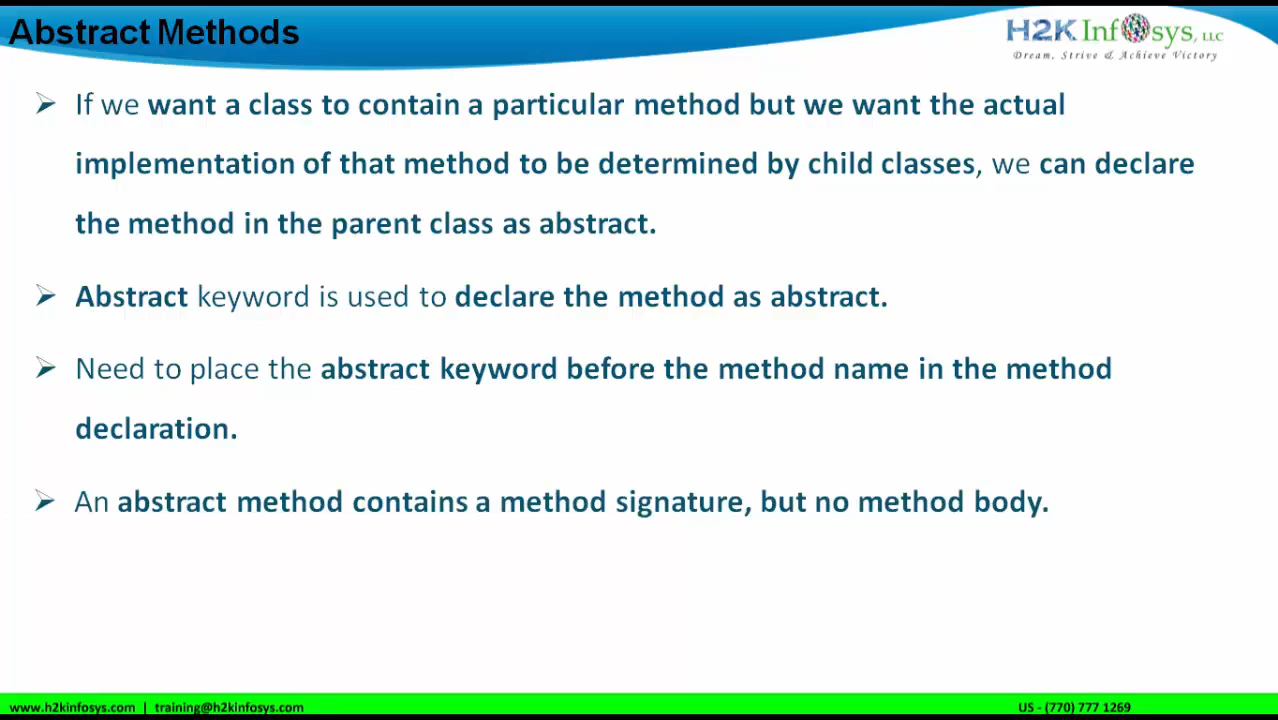 Abstract Methods
H2K Infosys, LLC
Dream, Strive & Achieve Victory
If we want a class to contain a particular method but we want the actual
implementation of that method to be determined by child classes, we can declare
the method in the parent class as abstract.
Abstract keyword is used to declare the method as abstract.
Need to place the abstract keyword before the method name in the method
declaration.
An abstract method contains a method signature, but no method body.
www.h2kinfosys.com | training@h2kinfosys.com
US - (770) 777 1269